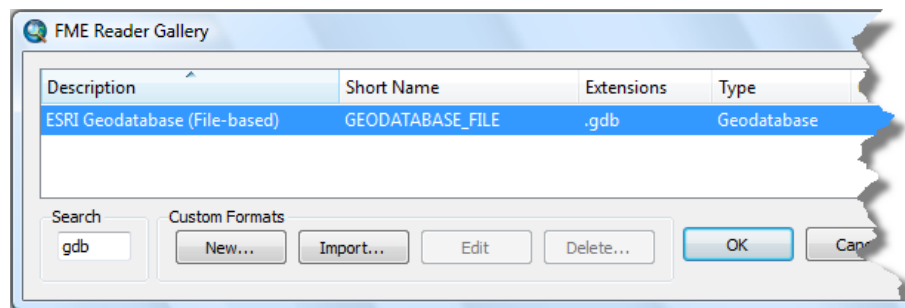 FME Reader Gallery
Description Short Name Extensions Type
ESRI Geodatabase (File-based) GEODATABASE_FILE .gdb Geodatabase
Search Custom Formats
gdb New... Import... Edit Delete... OK